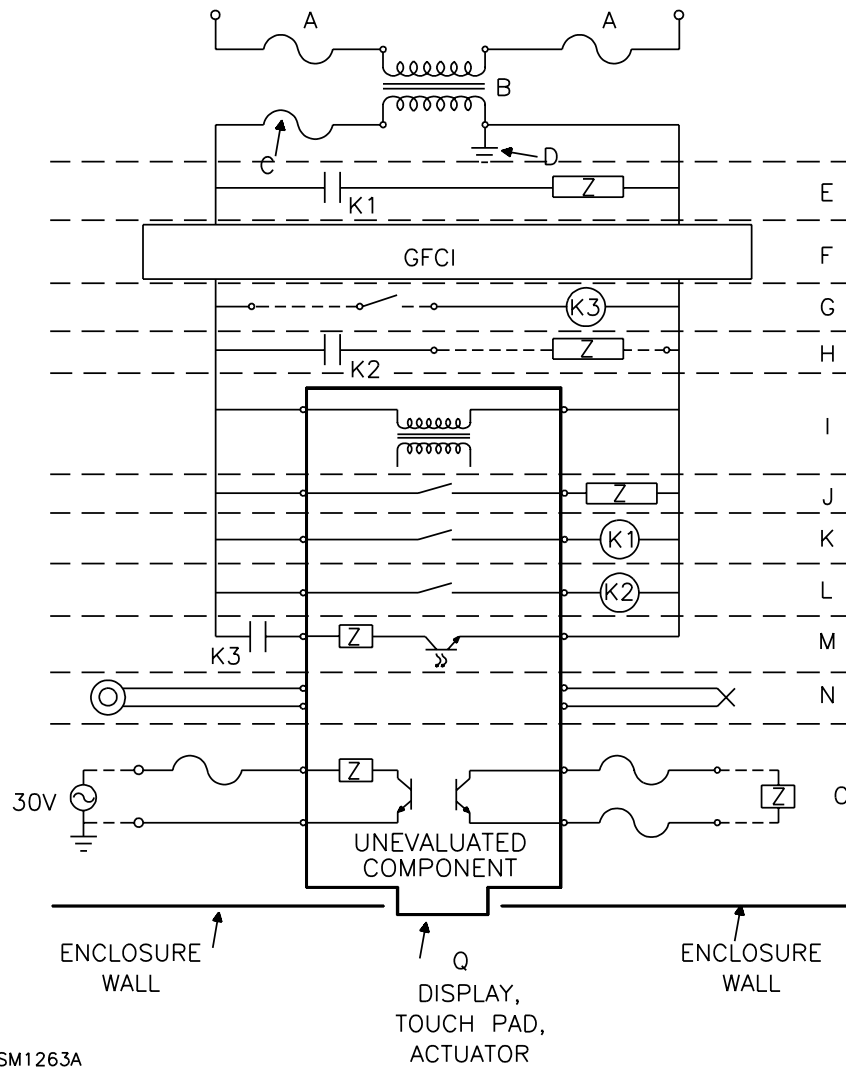 A A
B
C D
K1 Z E
GFCI F
K3 G
K2 Z H
I
Z J
K1 K
K2 L
K3 Z M
N
30V Z Z O
UNEVALUATED
COMPONENT
ENCLOSURE
WALL
Q
DISPLAY,
TOUCH PAD,
ACTUATOR
ENCLOSURE
WALL
SM1263A